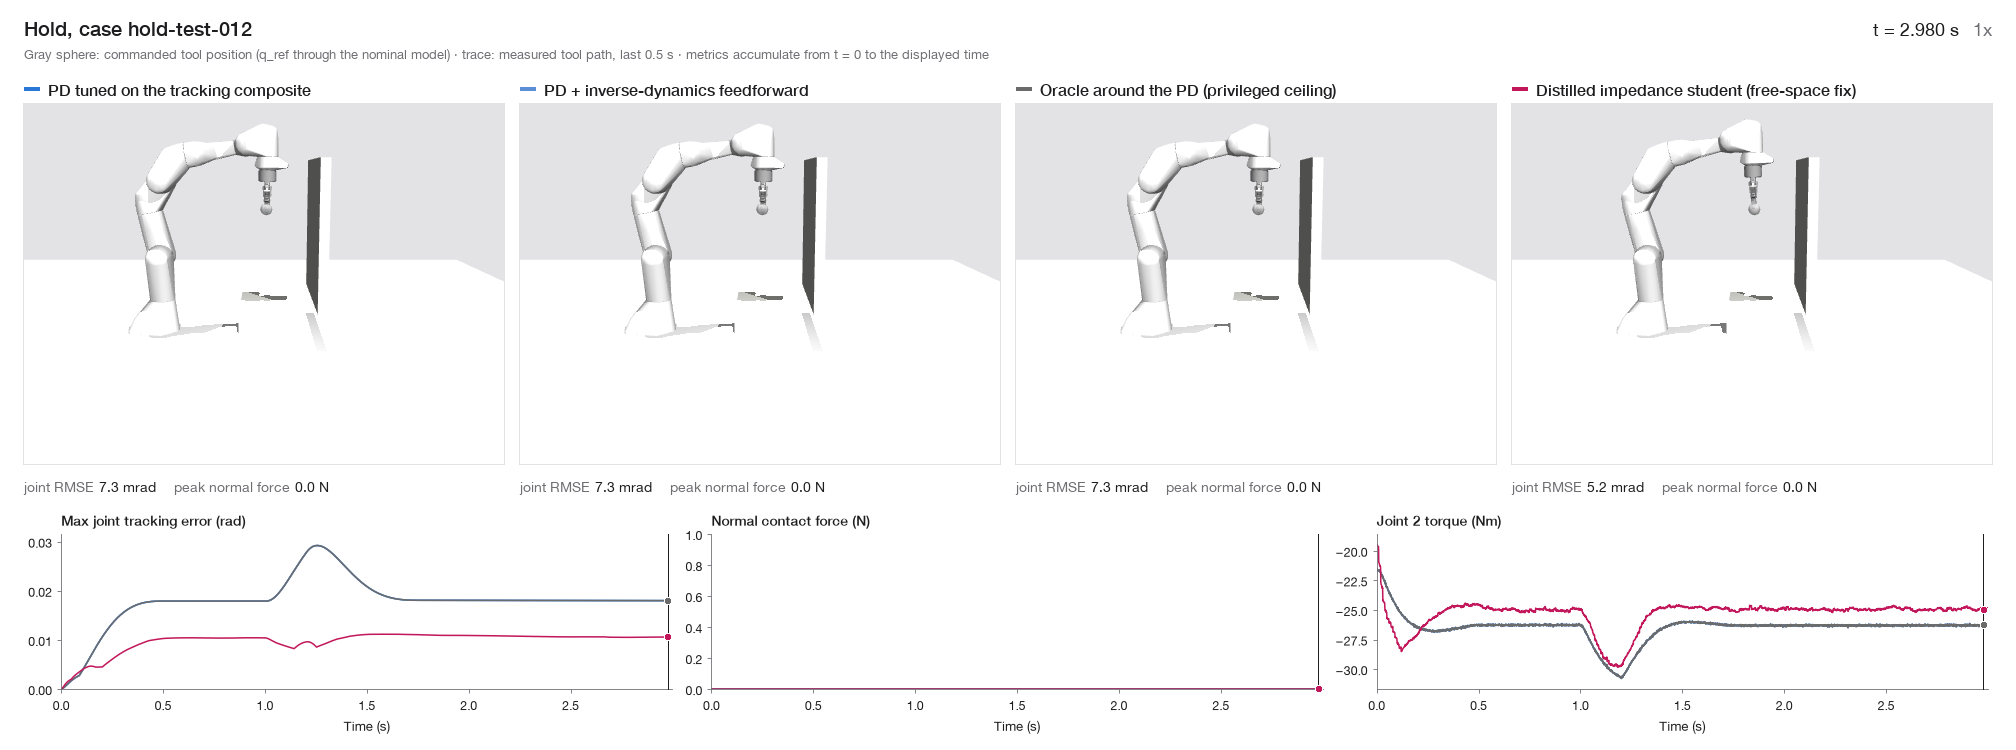 Hold, case hold-test-012
t = 2.980 s 1x
Gray sphere: commanded tool position (q_ref through the nominal model) · trace: measured tool path, last 0.5 s · metrics accumulate from t = 0 to the displayed time
PD tuned on the tracking composite
PD + inverse-dynamics feedforward
Oracle around the PD (privileged ceiling)
Distilled impedance student (free-space fix)
joint RMSE 7.3 mrad peak normal force 0.0 N
joint RMSE 7.3 mrad peak normal force 0.0 N
joint RMSE 7.3 mrad peak normal force 0.0 N
joint RMSE 5.2 mrad peak normal force 0.0 N
Max joint tracking error (rad)
0.03
0.02
0.01
0.00
0.0 0.5 1.0 1.5 2.0 2.5
Time (s)
Normal contact force (N)
1.0
0.8
0.6
0.4
0.2
0.0
0.0 0.5 1.0 1.5 2.0 2.5
Time (s)
Joint 2 torque (Nm)
−20.0
−22.5
−25.0
−27.5
−30.0
0.0 0.5 1.0 1.5 2.0 2.5
Time (s)